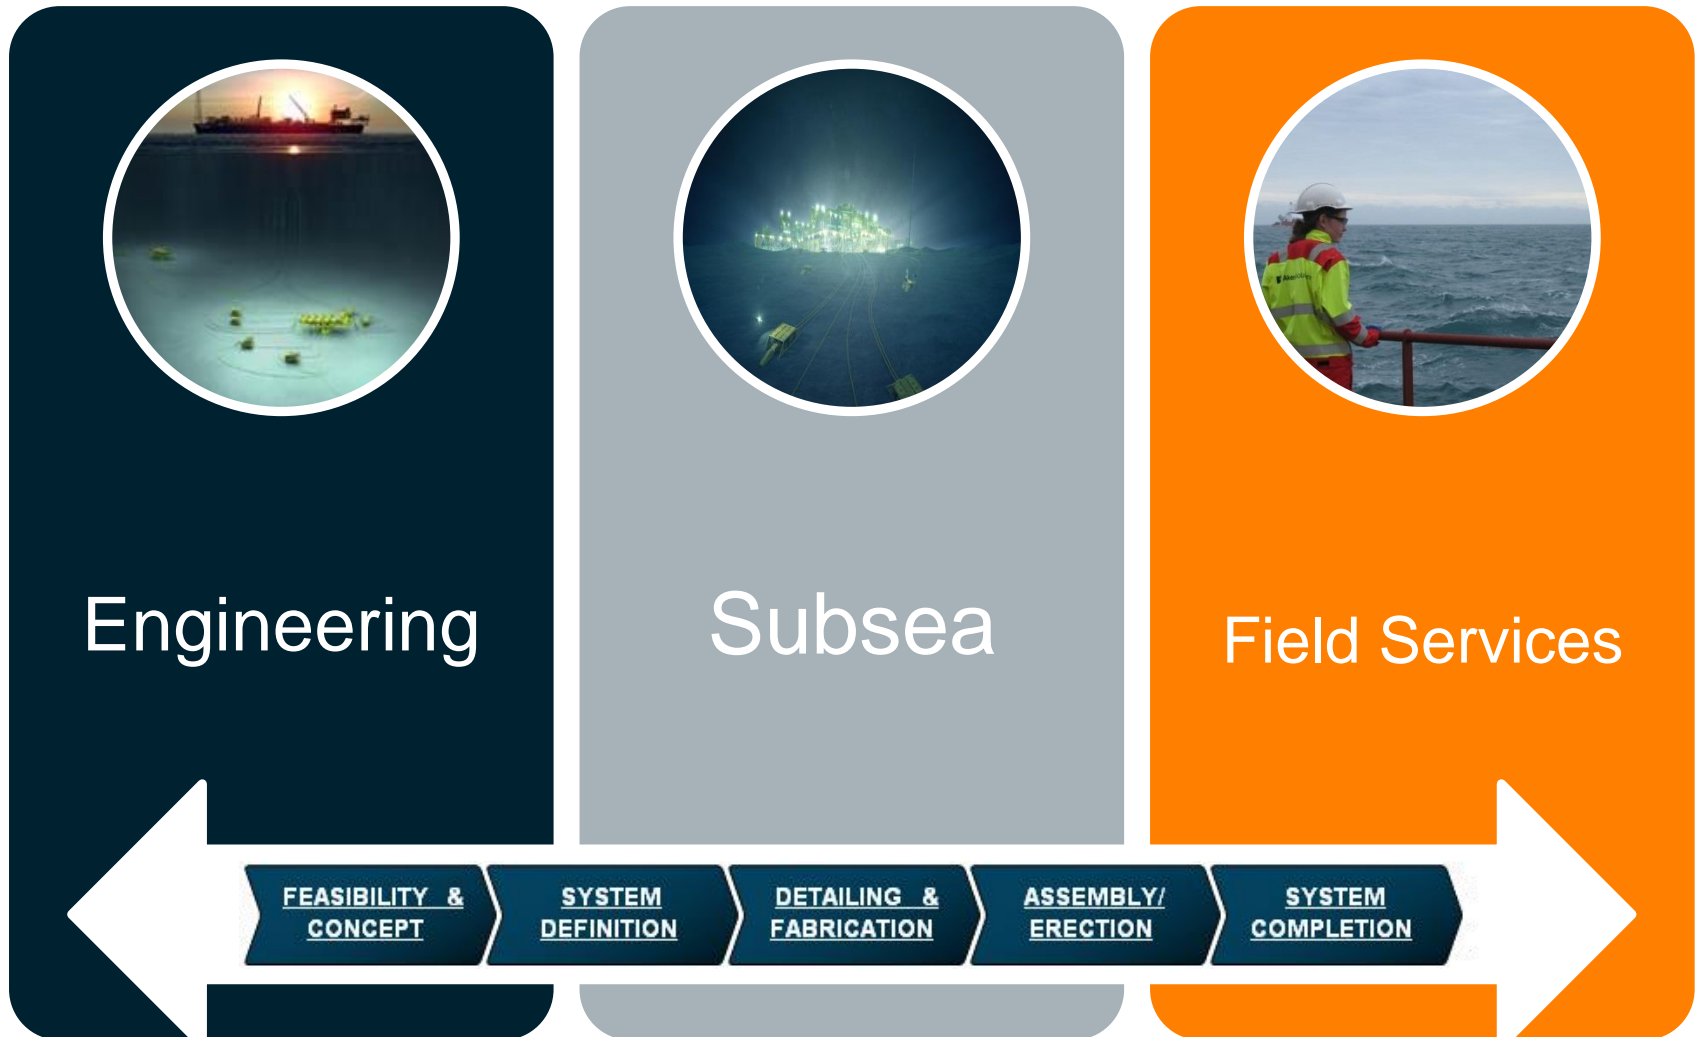 Engineering
Subsea
Field Services
FEASIBILITY &
CONCEPT
SYSTEM
DEFINITION
DETAILING &
FABRICATION
ASSEMBLY/
ERECTION
SYSTEM
COMPLETION